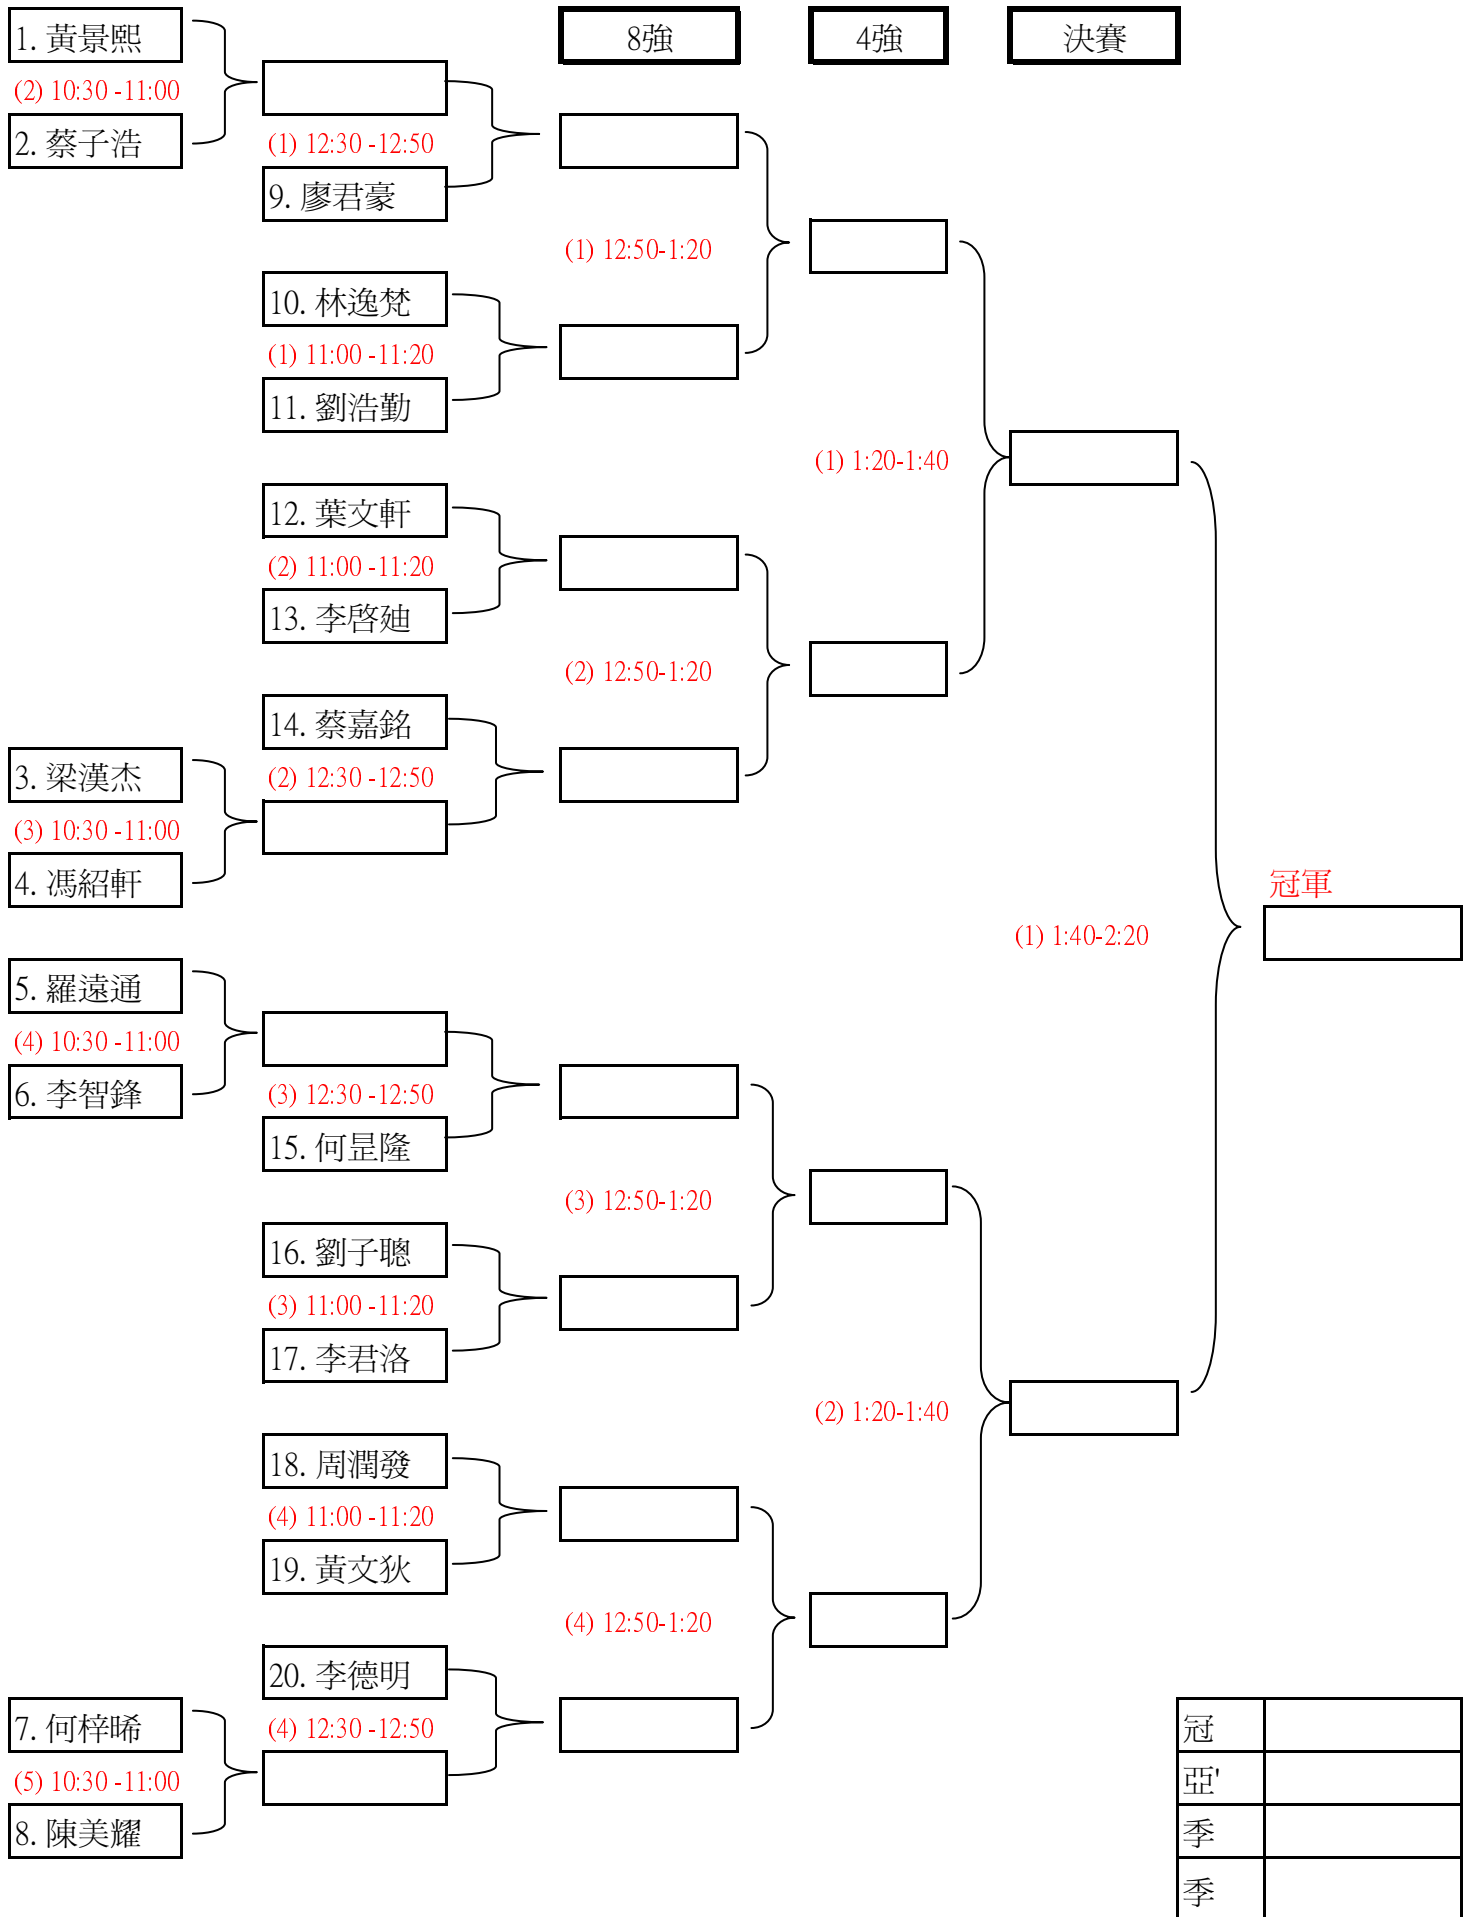 1. 黃景熙
8強
4強
決賽
(2) 10:30 -11:00
2. 蔡子浩
(1) 12:30 -12:50
9. 廖君豪
(1) 12:50-1:20
10. 林逸梵
(1) 11:00 -11:20
11. 劉浩勤
(1) 1:20-1:40
12. 葉文軒
(2) 11:00 -11:20
13. 李啓廸
(2) 12:50-1:20
14. 蔡嘉銘
3. 梁漢杰
(2) 12:30 -12:50
(3) 10:30 -11:00
4. 馮紹軒
冠軍
(1) 1:40-2:20
5. 羅遠通
(4) 10:30 -11:00
6. 李智鋒
(3) 12:30 -12:50
15. 何昰隆
(3) 12:50-1:20
16. 劉子聰
(3) 11:00 -11:20
17. 李君洛
(2) 1:20-1:40
18. 周潤發
(4) 11:00 -11:20
19. 黃文狄
(4) 12:50-1:20
20. 李德明
7. 何梓晞
(4) 12:30 -12:50
冠
(5) 10:30 -11:00
亞'
8. 陳美耀
季
季